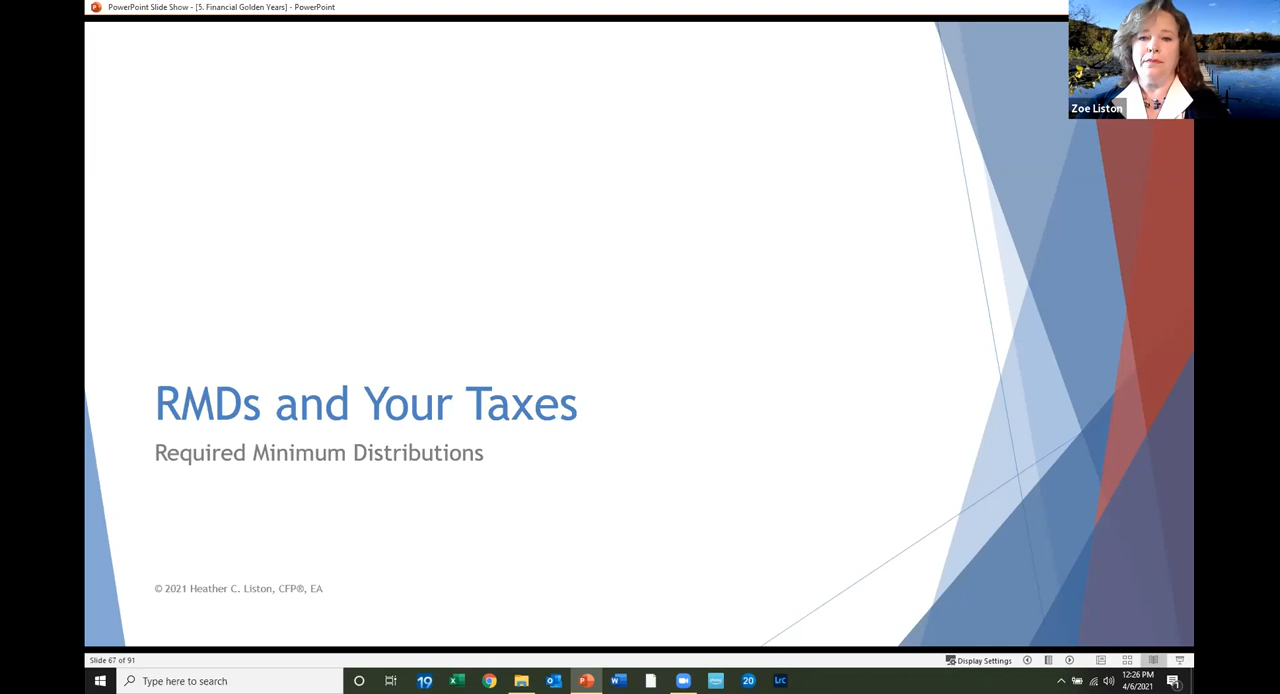 PowerPoint Slide Show - [5. Financial Golden Years] - PowerPoint
Zoe Liston
RMDs and Your Taxes
Required Minimum Distributions
© 2021 Heather C. Liston, CFP®, EA
Slide 67 of 91
Display Settings
Type here to search
19
20
Lrc
12:26 PM
4/6/2021
1